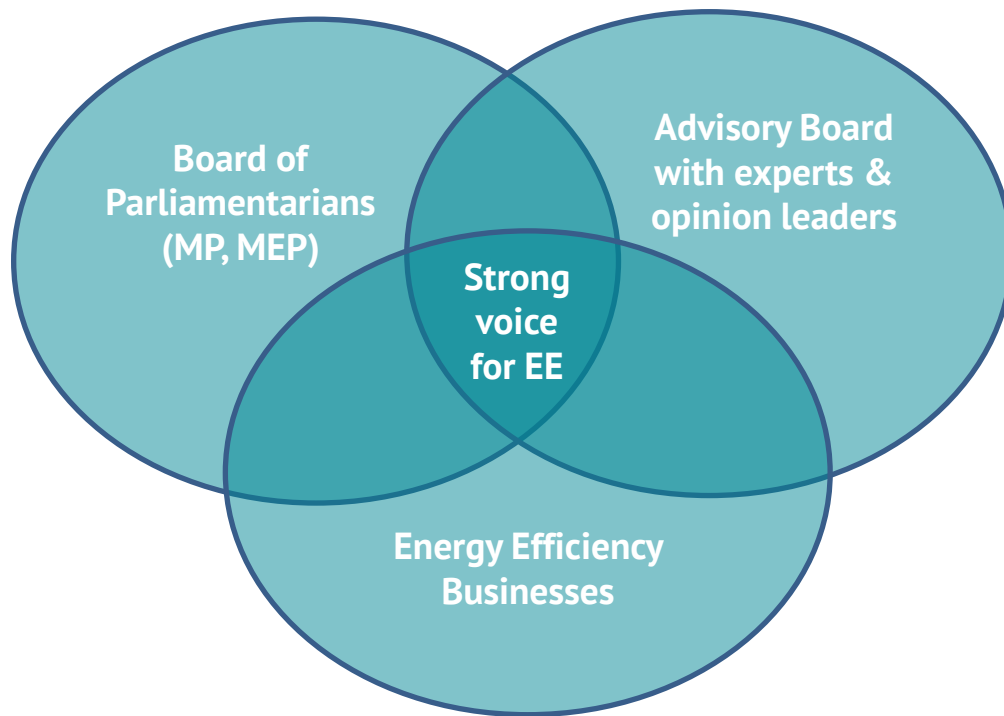 Board of
Parliamentarians
(MP, MEP)
Advisory Board
with experts &
opinion leaders
Strong
voice
for EE
Energy Efficiency
Businesses